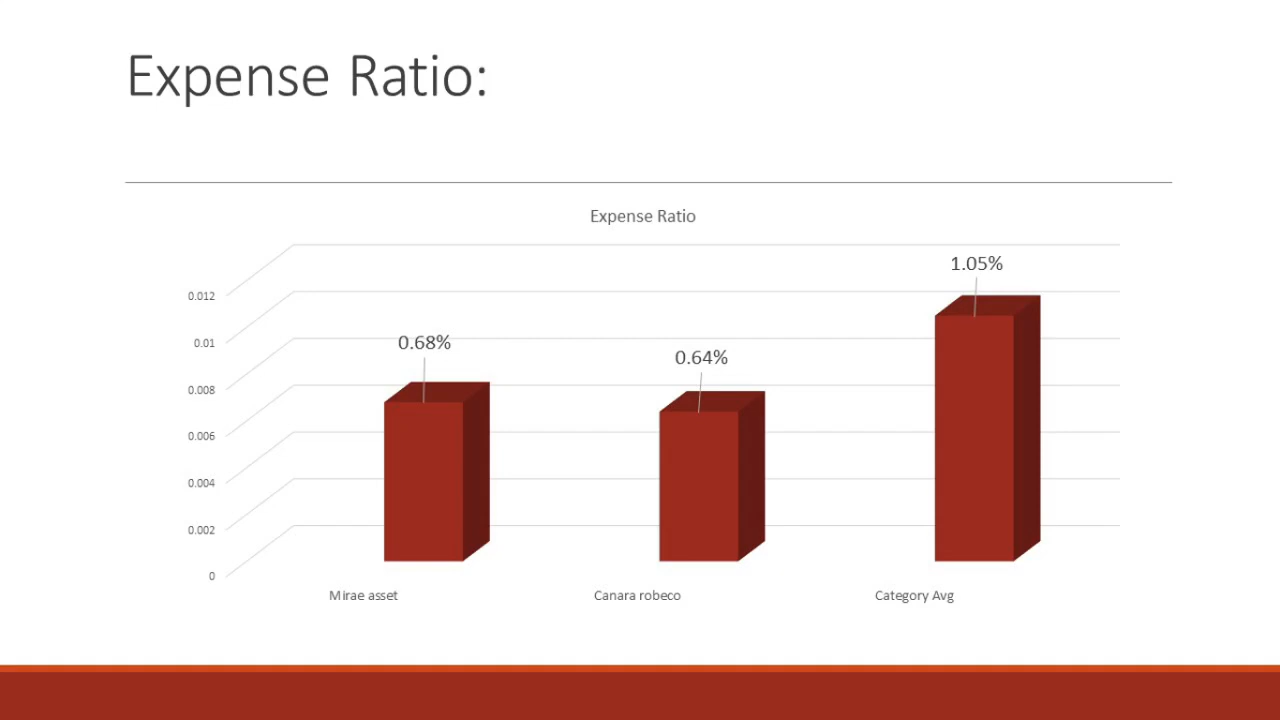 Expense Ratio:
Expense Ratio
1.05%
0.68%
0.64%
0.012
0.01
0.008
0.006
0.004
0.002
0
Mirae asset
Canara robeco
Category Avg